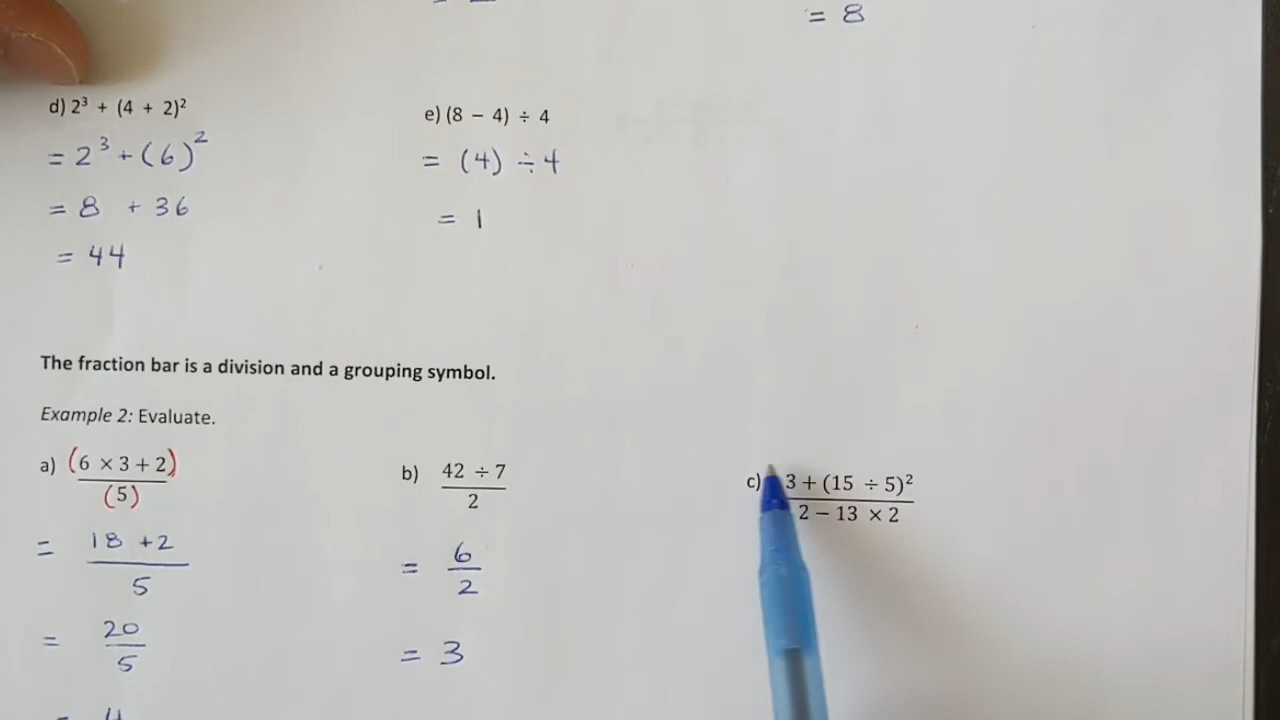 = 8
d) 2³ + (4 + 2)²
= 2³ + (6)²
= 8 + 36
= 44
e) (8 − 4) ÷ 4
= (4) ÷ 4
= 1
The fraction bar is a division and a grouping symbol.
Example 2: Evaluate.
a) (6 × 3 + 2)
(5)
= 18 + 2
5
= 20
5
= 4
b) 42 ÷ 7
2
= 6
2
= 3
c) 3 + (15 ÷ 5)²
2 − 13 × 2